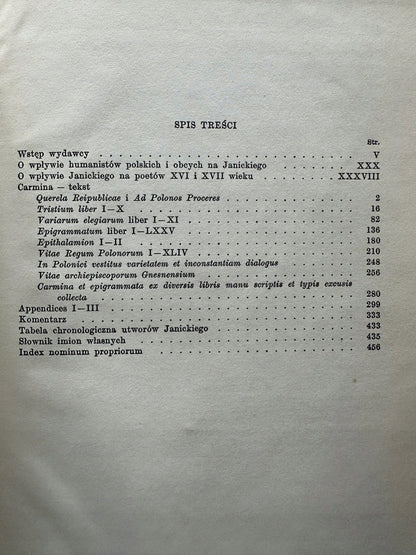 SPIS TREŚCI
Str.
Wstęp wydawcy . . . . . . . . . . . . . . . . . . . V
O wpływie humanistów polskich i obcych na Janickiego . . . . . . XXX
O wpływie Janickiego na poetów XVI i XVII wieku . . . . . XXXVIII
Carmina — tekst
Querela Reipublicae i Ad Polonos Proceres . . . . . . . . 2
Tristium liber I—X . . . . . . . . . . . . . . . 16
Variarum elegiarum liber I—XI . . . . . . . . . . . 82
Epigrammatum liber I—LXXV . . . . . . . . . . . . 136
Epithalamion I—II . . . . . . . . . . . . . . . 180
Vitae Regum Polonorum I—XLIV . . . . . . . . . . . 210
In Polonici vestitus varietatem et inconstantiam dialogus . . . . 248
Vitae archiepiscoporum Gnesnensium . . . . . . . . . . 256
Carmina et epigrammata ex diversis libris manu scriptis et typis excusis
collecta . . . . . . . . . . . . . . . . . . 280
Appendices I—III . . . . . . . . . . . . . . . . . 299
Komentarz . . . . . . . . . . . . . . . . . . . 333
Tabela chronologiczna utworów Janickiego . . . . . . . . . 433
Słownik imion własnych . . . . . . . . . . . . . . . 435
Index nominum propriorum . . . . . . . . . . . . . . 456